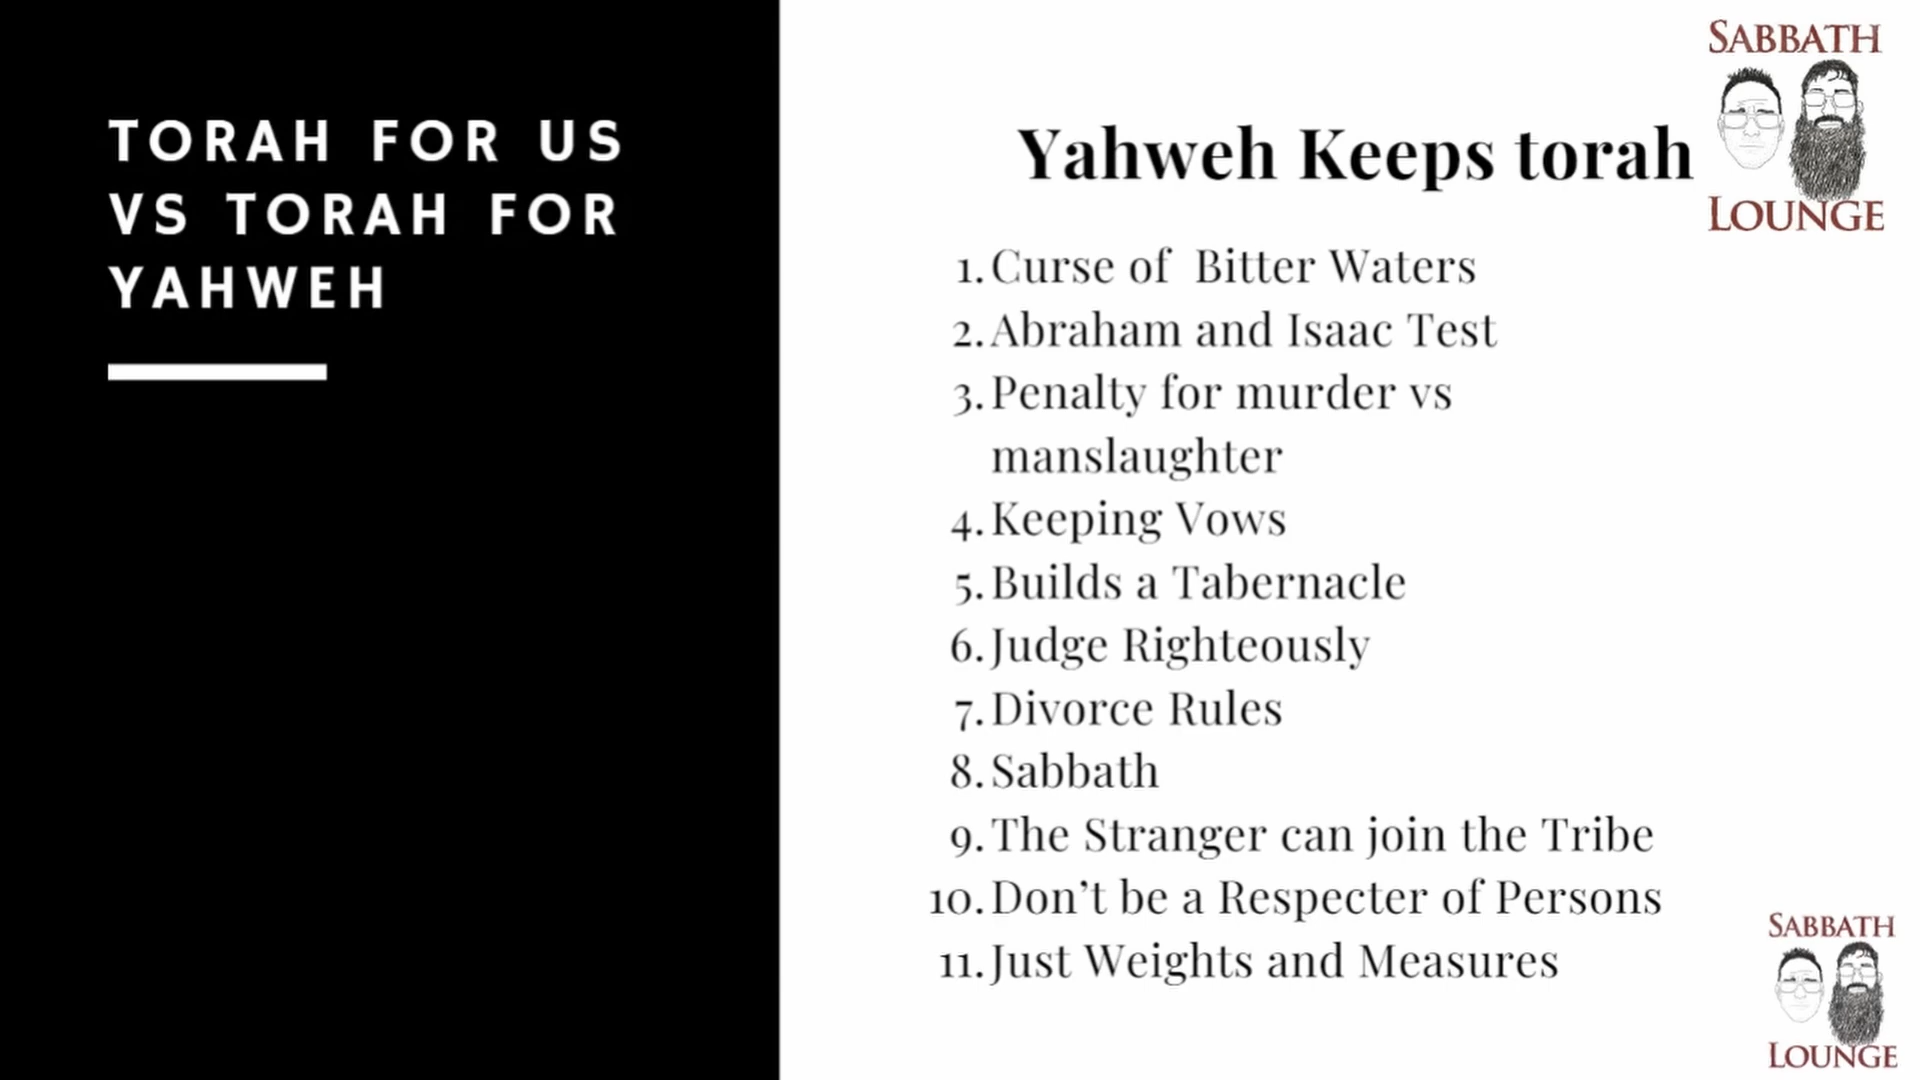 TORAH FOR US
VS TORAH FOR
YAHWEH
SABBATH
LOUNGE
Yahweh Keeps torah
1. Curse of  Bitter Waters
2. Abraham and Isaac Test
3. Penalty for murder vs
manslaughter
4. Keeping Vows
5. Builds a Tabernacle
6. Judge Righteously
7. Divorce Rules
8. Sabbath
9. The Stranger can join the Tribe
10. Don’t be a Respecter of Persons
11. Just Weights and Measures
SABBATH
LOUNGE